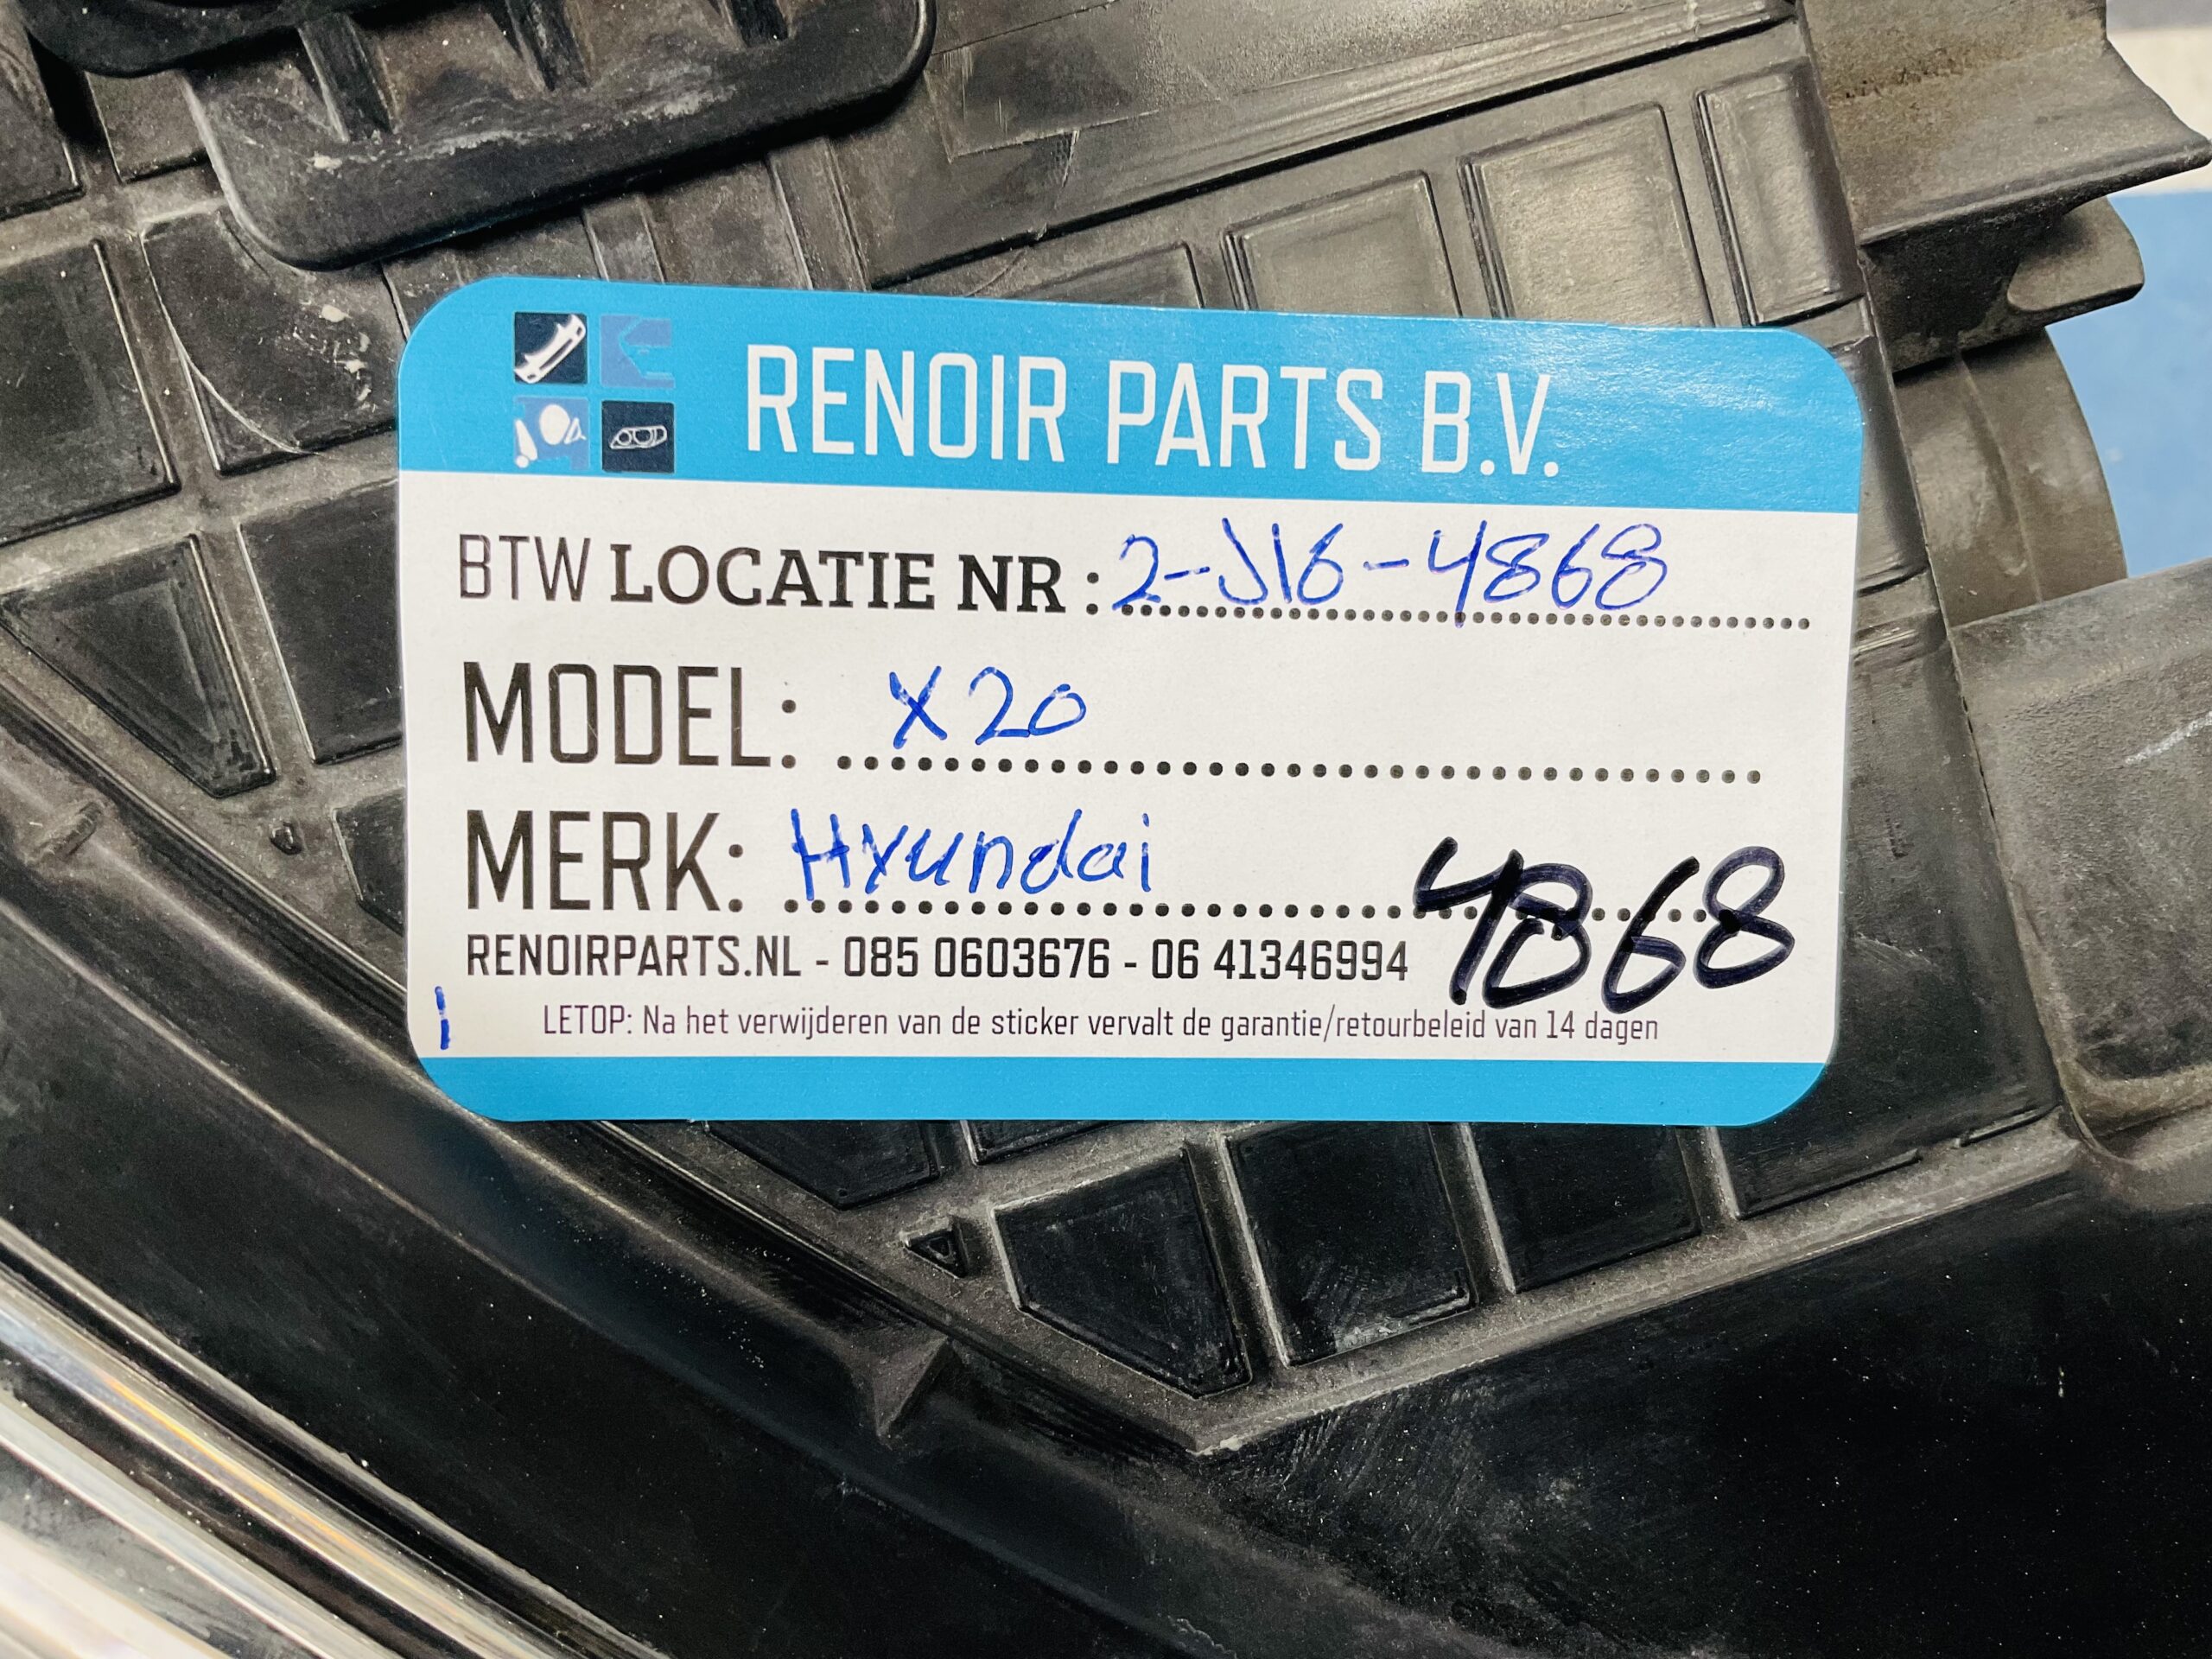 RENOIR PARTS B.V.
BTW LOCATIE NR : 2-J16-4868
MODEL: X20
MERK: Hyundai
4868
RENOIRPARTS.NL - 085 0603676 - 06 41346994
LETOP: Na het verwijderen van de sticker vervalt de garantie/retourbeleid van 14 dagen